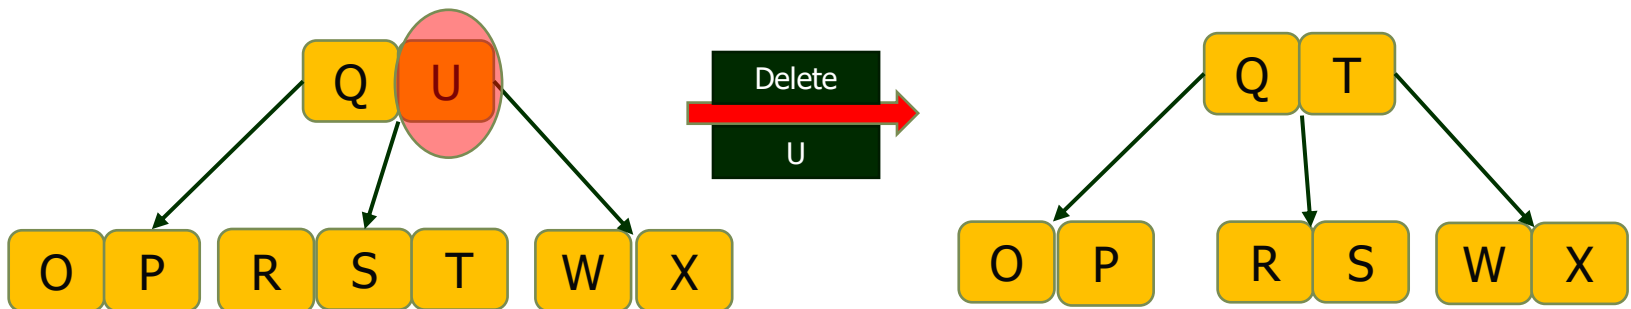 Q U
O P R S T W X
Delete
U
Q T
O P R S W X